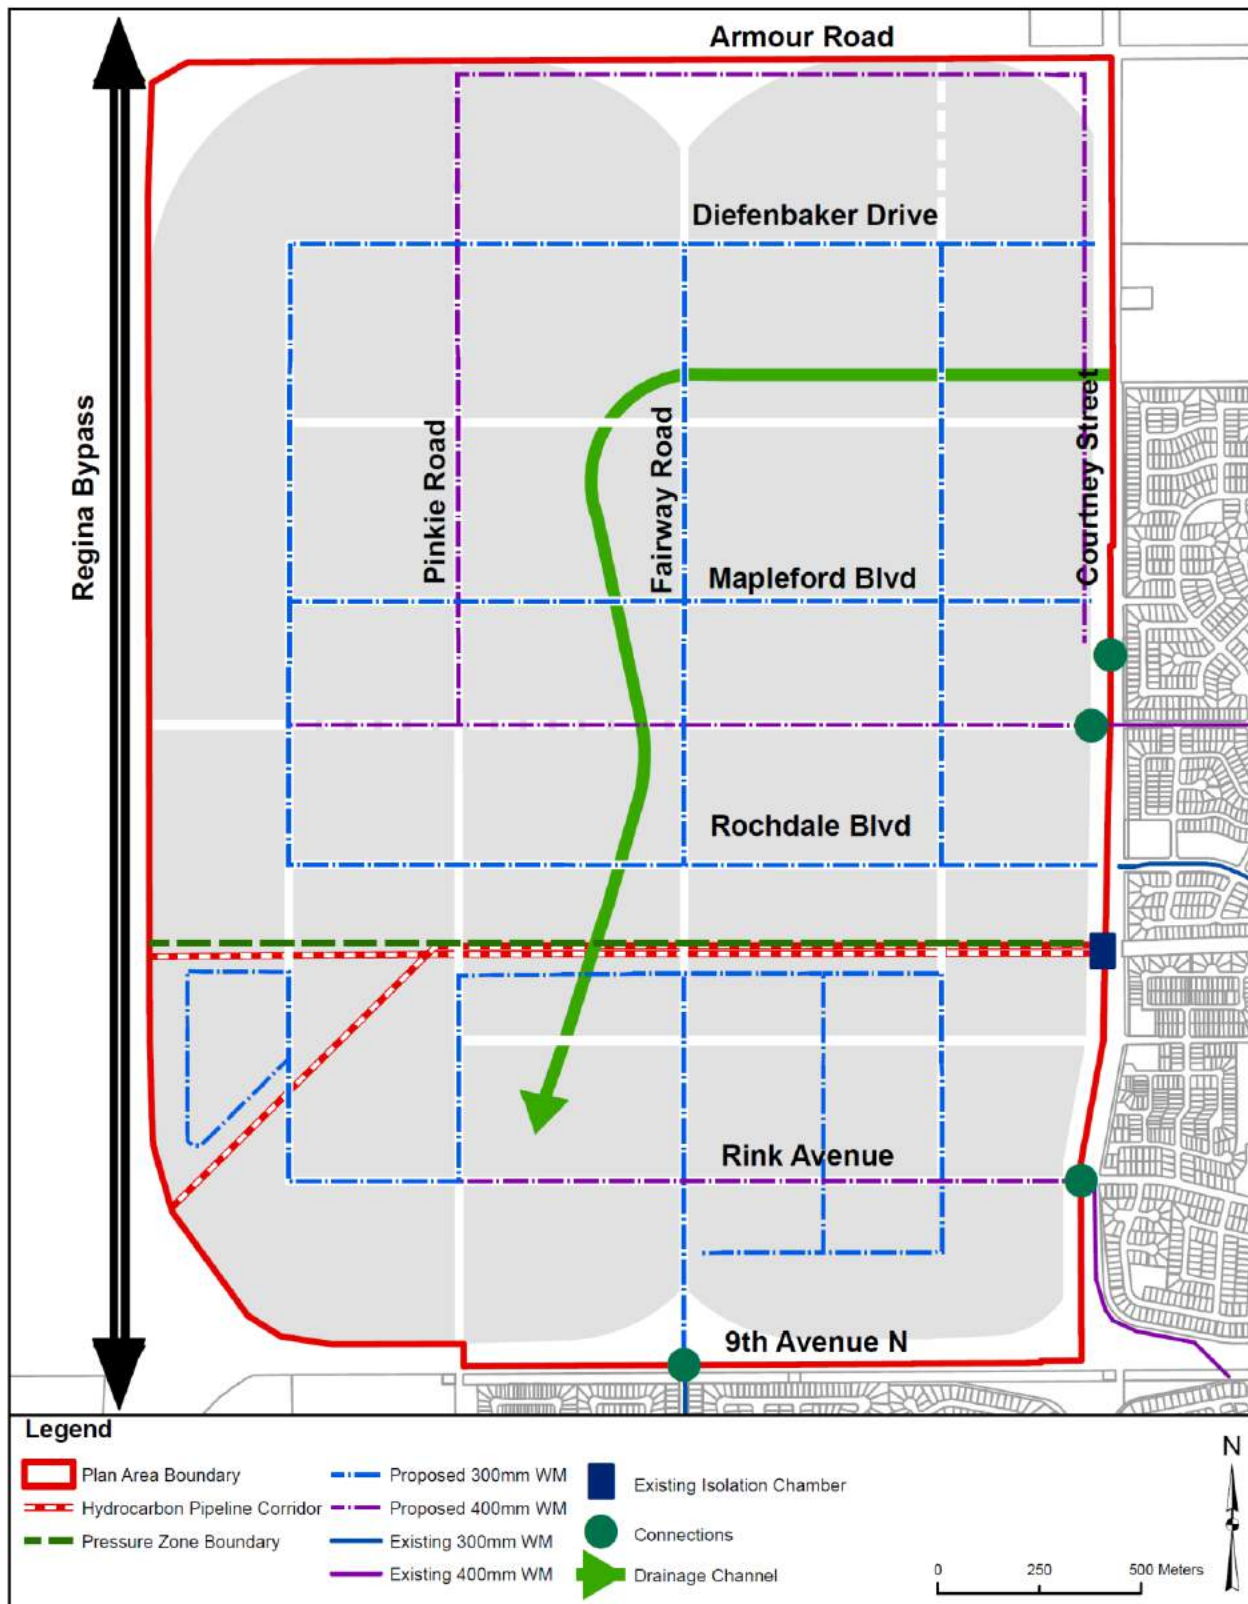 Armour Road
Diefenbaker Drive
Regina Bypass
Pinkie Road
Fairway Road
Courtney Street
Mapleford Blvd
Rochdale Blvd
Rink Avenue
9th Avenue N
Legend
Plan Area Boundary
Hydrocarbon Pipeline Corridor
Pressure Zone Boundary
Proposed 300mm WM
Proposed 400mm WM
Existing 300mm WM
Existing 400mm WM
Existing Isolation Chamber
Connections
Drainage Channel
0 250 500 Meters
N